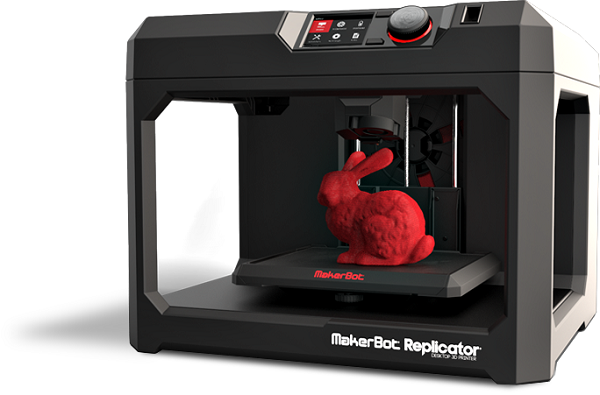 MakerBot
MakerBot Replicator
DESKTOP 3D PRINTER